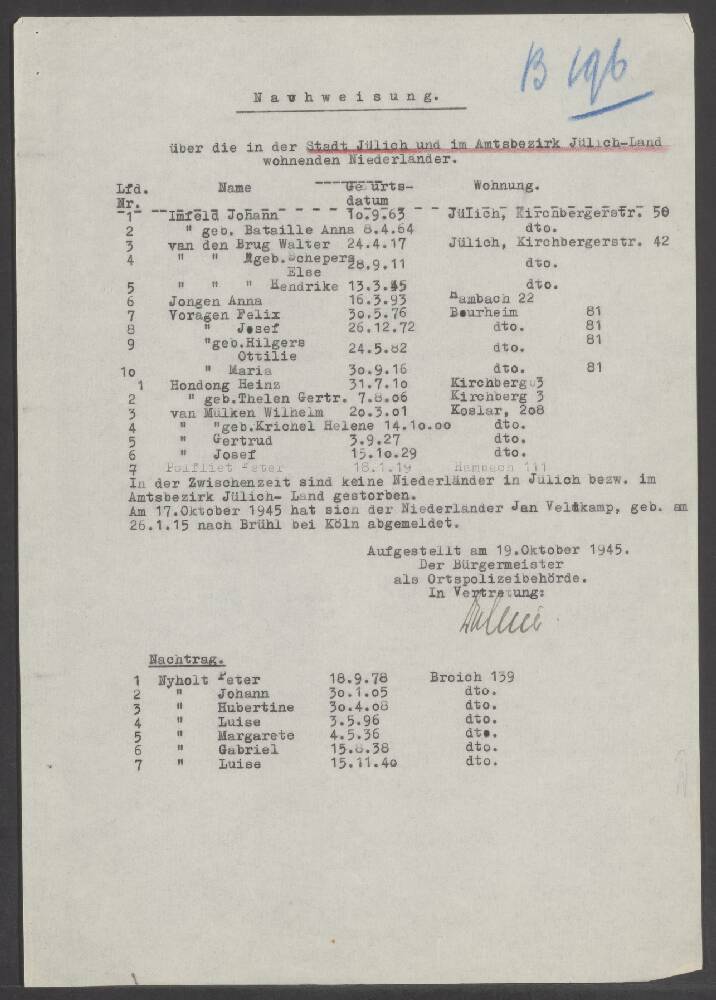 B 196
Nachweisung.
über die in der Stadt Jülich und im Amtsbezirk Jülich-Land
wohnenden Niederländer.
Lfd. Name Geburts- Wohnung.
Nr. datum
1 Imfeld Johann 10.9.63 Jülich, Kirchbergerstr. 50
2 " geb. Bataille Anna 8.4.64 dto.
3 van den Brug Walter 24.4.17 Jülich, Kirchbergerstr. 42
4 " " " geb. Schepers 28.9.11 dto.
Else
5 " " " Hendrike 13.3.45 dto.
6 Jongen Anna 16.3.93 Hambach 22
7 Voragen Felix 30.5.76 Bourheim 81
8 " Josef 26.12.72 dto. 81
9 "geb.Hilgers 24.5.82 dto. 81
Ottilie
10 " Maria 30.9.16 dto. 81
1 Hondong Heinz 31.7.10 Kirchberg 3
2 " geb.Thelen Gertr. 7.8.06 Kirchberg 3
3 van Mülken Wilhelm 20.3.01 Koslar, 208
4 " "geb.Krichel Helene 14.10.00 dto.
5 " Gertrud 3.9.27 dto.
6 " Josef 15.10.29 dto.
7 Polfliet Peter 18.1.19 Hambach 111
In der Zwischenzeit sind keine Niederländer in Jülich bezw. im
Amtsbezirk Jülich- Land gestorben.
Am 17.Oktober 1945 hat sich der Niederländer Jan Veldkamp, geb. am
26.1.15 nach Brühl bei Köln abgemeldet.
Aufgestellt am 19.Oktober 1945.
Der Bürgermeister
als Ortspolizeibehörde.
In Vertretung:
Nachtrag.
1 Nyholt Peter 18.9.78 Broich 139
2 " Johann 30.1.05 dto.
3 " Hubertine 30.4.08 dto.
4 " Luise 3.5.96 dto.
5 " Margarete 4.5.36 dto.
6 " Gabriel 15.8.38 dto.
7 " Luise 15.11.40 dto.